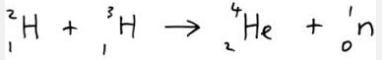 ²₁H + ³₁H → ⁴₂He + ¹₀n